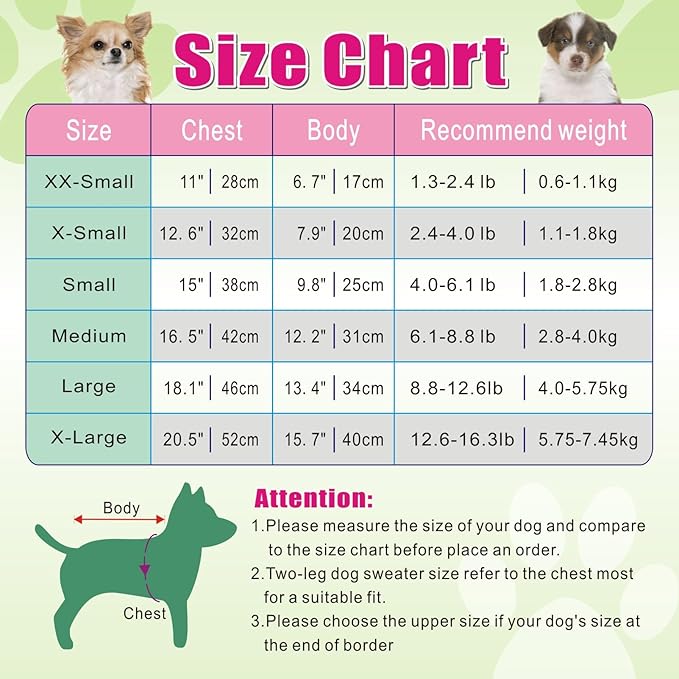 Size Chart
Size Chest Body Recommend weight
XX-Small 11" 28cm 6. 7" 17cm 1.3-2.4 lb 0.6-1.1kg
X-Small 12. 6" 32cm 7.9" 20cm 2.4-4.0 lb 1.1-1.8kg
Small 15" 38cm 9.8" 25cm 4.0-6.1 lb 1.8-2.8kg
Medium 16. 5" 42cm 12. 2" 31cm 6.1-8.8 lb 2.8-4.0kg
Large 18.1" 46cm 13. 4" 34cm 8.8-12.6lb 4.0-5.75kg
X-Large 20.5" 52cm 15. 7" 40cm 12.6-16.3lb 5.75-7.45kg
Body
Chest
Attention:
1.Please measure the size of your dog and compare
to the size chart before place an order.
2.Two-leg dog sweater size refer to the chest most
for a suitable fit.
3.Please choose the upper size if your dog's size at
the end of border